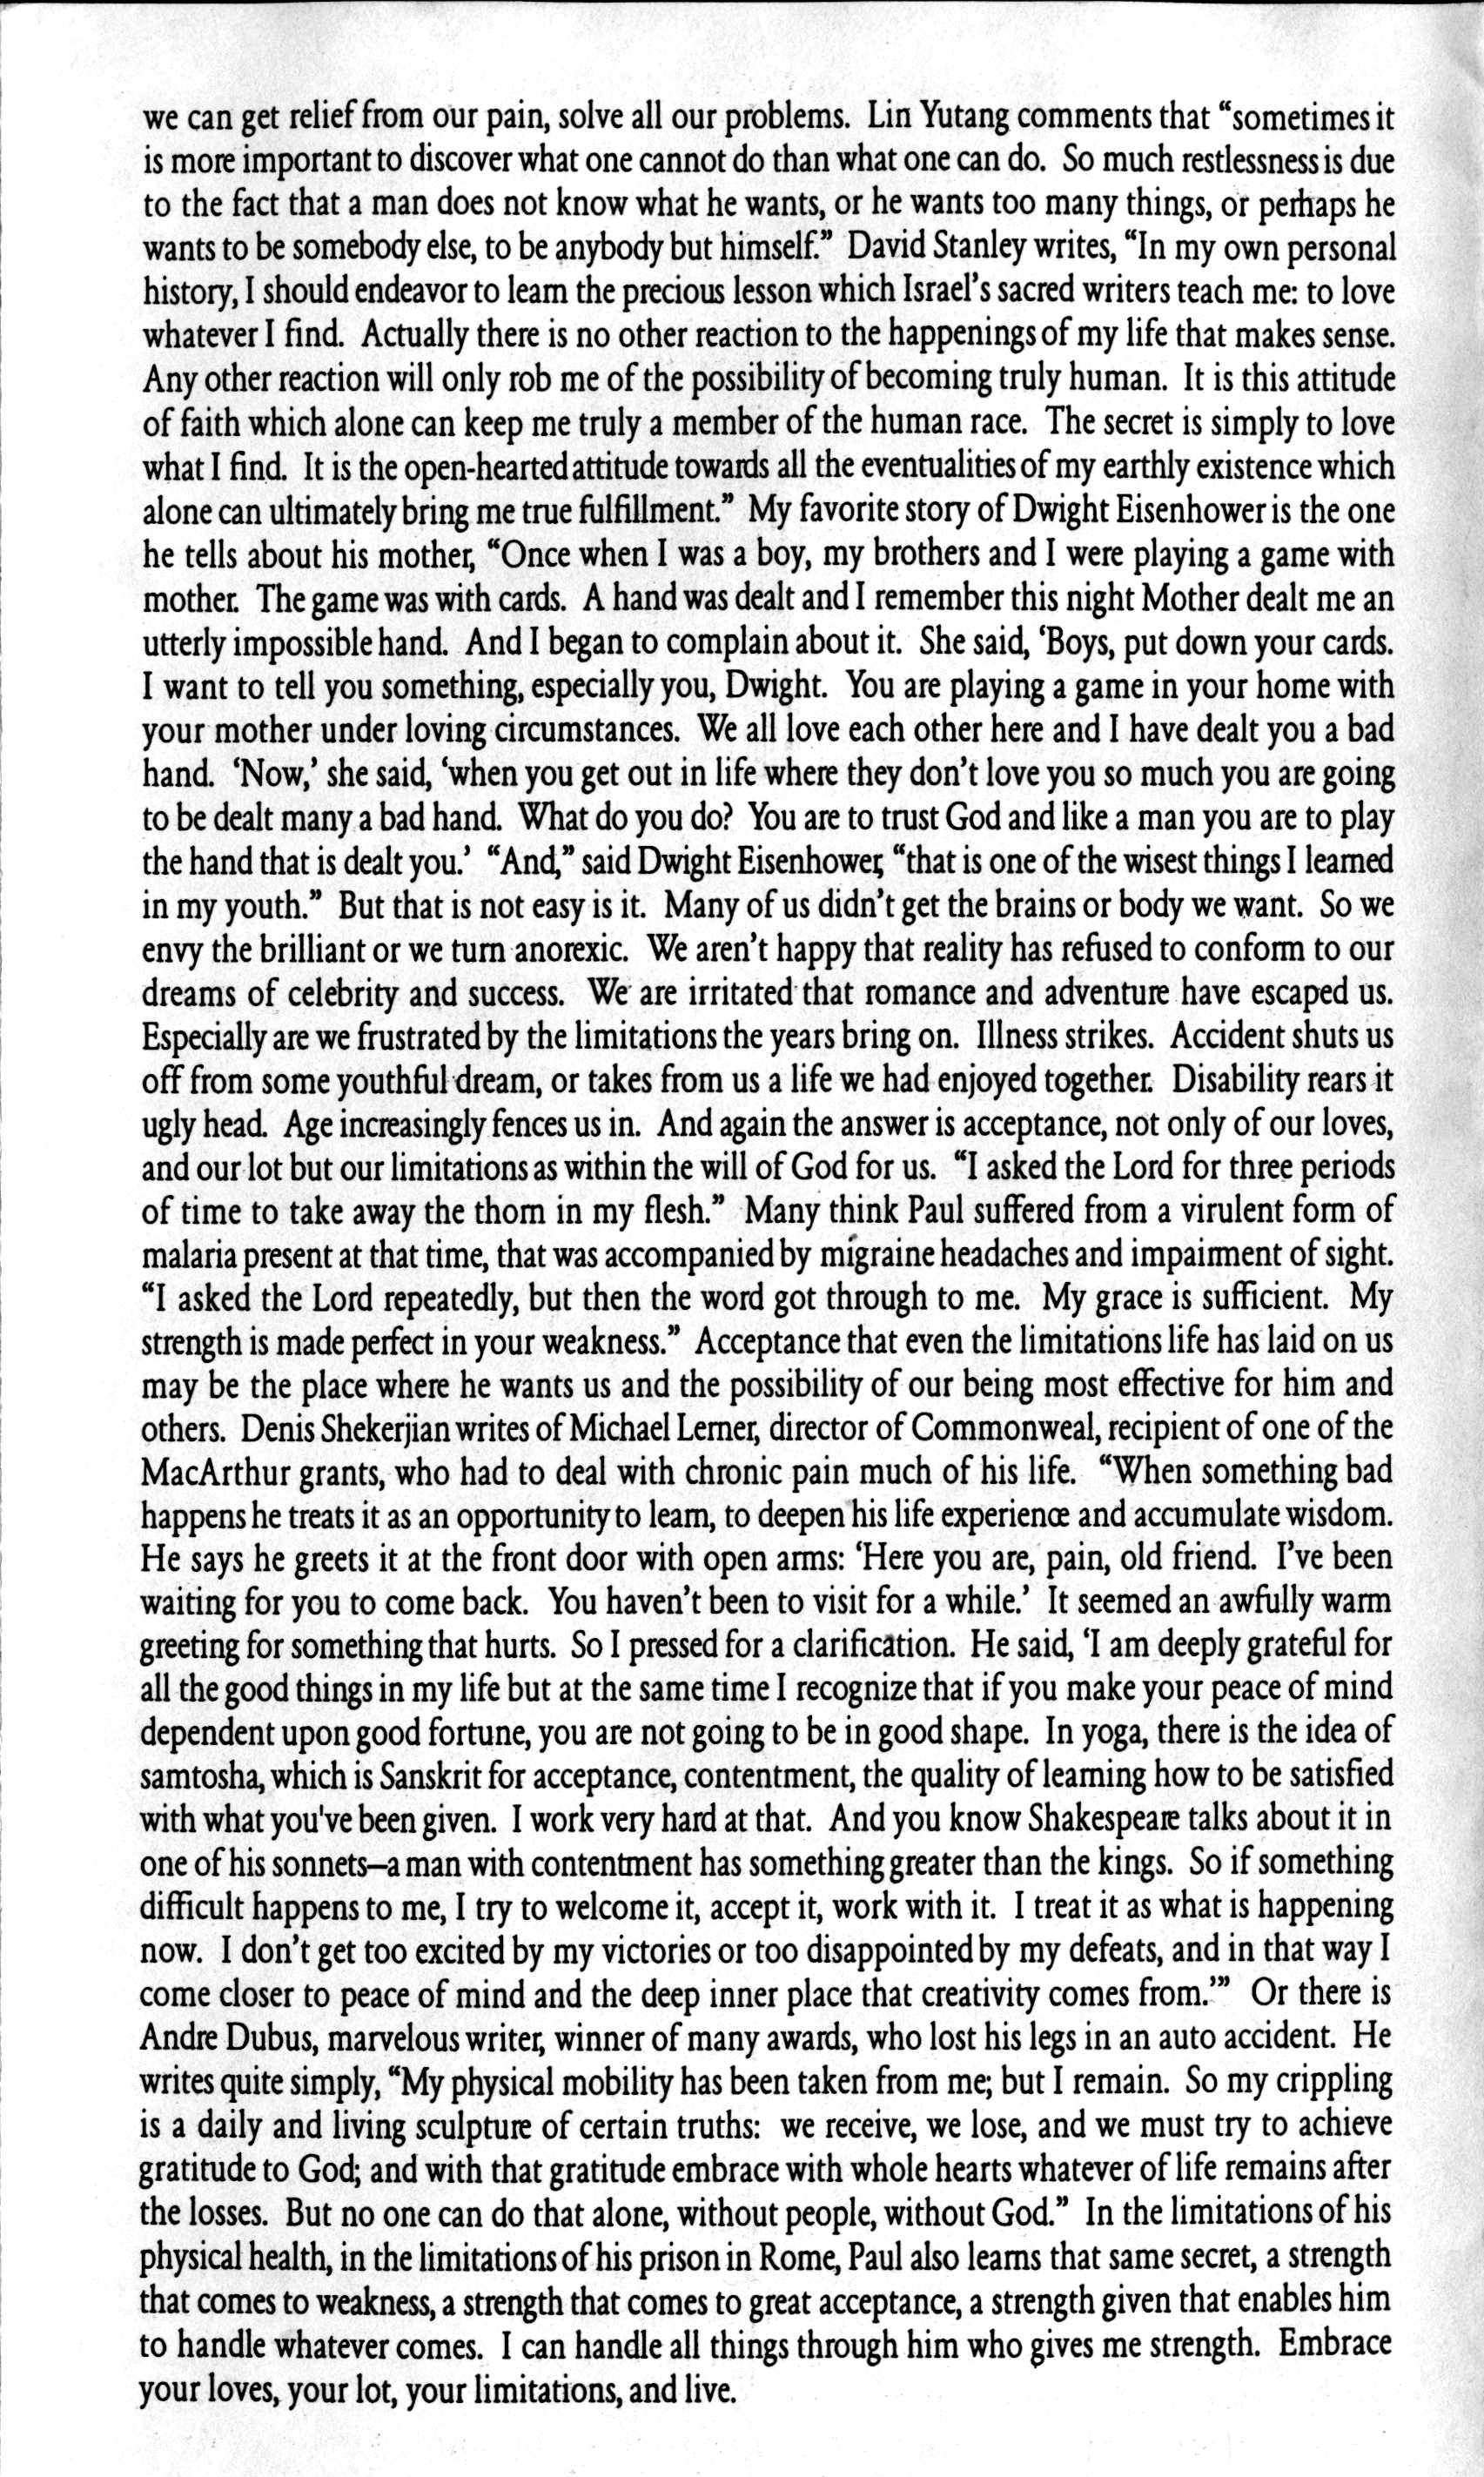 we can get relief from our pain, solve all our problems. Lin Yutang comments that “sometimes it
is more important to discover what one cannot do than what one can do. So much restlessness is due
to the fact that a man does not know what he wants, or he wants too many things, or perhaps he
wants to be somebody else, to be anybody but himself.” David Stanley writes, “In my own personal
history, I should endeavor to learn the precious lesson which Israel’s sacred writers teach me: to love
whatever I find. Actually there is no other reaction to the happenings of my life that makes sense.
Any other reaction will only rob me of the possibility of becoming truly human. It is this attitude
of faith which alone can keep me truly a member of the human race. The secret is simply to love
what I find. It is the open-hearted attitude towards all the eventualities of my earthly existence which
alone can ultimately bring me true fulfillment.” My favorite story of Dwight Eisenhower is the one
he tells about his mother, “Once when I was a boy, my brothers and I were playing a game with
mother. The game was with cards. A hand was dealt and I remember this night Mother dealt me an
utterly impossible hand. And I began to complain about it. She said, ‘Boys, put down your cards.
I want to tell you something, especially you, Dwight. You are playing a game in your home with
your mother under loving circumstances. We all love each other here and I have dealt you a bad
hand. ‘Now,’ she said, ‘when you get out in life where they don’t love you so much you are going
to be dealt many a bad hand. What do you do? You are to trust God and like a man you are to play
the hand that is dealt you.’ “And,” said Dwight Eisenhower, “that is one of the wisest things I learned
in my youth.” But that is not easy is it. Many of us didn’t get the brains or body we want. So we
envy the brilliant or we turn anorexic. We aren’t happy that reality has refused to conform to our
dreams of celebrity and success. We are irritated that romance and adventure have escaped us.
Especially are we frustrated by the limitations the years bring on. Illness strikes. Accident shuts us
off from some youthful dream, or takes from us a life we had enjoyed together. Disability rears it
ugly head. Age increasingly fences us in. And again the answer is acceptance, not only of our loves,
and our lot but our limitations as within the will of God for us. “I asked the Lord for three periods
of time to take away the thorn in my flesh.” Many think Paul suffered from a virulent form of
malaria present at that time, that was accompanied by migraine headaches and impairment of sight.
“I asked the Lord repeatedly, but then the word got through to me. My grace is sufficient. My
strength is made perfect in your weakness.” Acceptance that even the limitations life has laid on us
may be the place where he wants us and the possibility of our being most effective for him and
others. Denis Shekerjian writes of Michael Lerner, director of Commonweal, recipient of one of the
MacArthur grants, who had to deal with chronic pain much of his life. “When something bad
happens he treats it as an opportunity to learn, to deepen his life experience and accumulate wisdom.
He says he greets it at the front door with open arms: ‘Here you are, pain, old friend. I’ve been
waiting for you to come back. You haven’t been to visit for a while.’ It seemed an awfully warm
greeting for something that hurts. So I pressed for a clarification. He said, ‘I am deeply grateful for
all the good things in my life but at the same time I recognize that if you make your peace of mind
dependent upon good fortune, you are not going to be in good shape. In yoga, there is the idea of
samtosha, which is Sanskrit for acceptance, contentment, the quality of learning how to be satisfied
with what you've been given. I work very hard at that. And you know Shakespeare talks about it in
one of his sonnets–a man with contentment has something greater than the kings. So if something
difficult happens to me, I try to welcome it, accept it, work with it. I treat it as what is happening
now. I don’t get too excited by my victories or too disappointed by my defeats, and in that way I
come closer to peace of mind and the deep inner place that creativity comes from.’” Or there is
Andre Dubus, marvelous writer, winner of many awards, who lost his legs in an auto accident. He
writes quite simply, “My physical mobility has been taken from me; but I remain. So my crippling
is a daily and living sculpture of certain truths: we receive, we lose, and we must try to achieve
gratitude to God; and with that gratitude embrace with whole hearts whatever of life remains after
the losses. But no one can do that alone, without people, without God.” In the limitations of his
physical health, in the limitations of his prison in Rome, Paul also learns that same secret, a strength
that comes to weakness, a strength that comes to great acceptance, a strength given that enables him
to handle whatever comes. I can handle all things through him who gives me strength. Embrace
your loves, your lot, your limitations, and live.